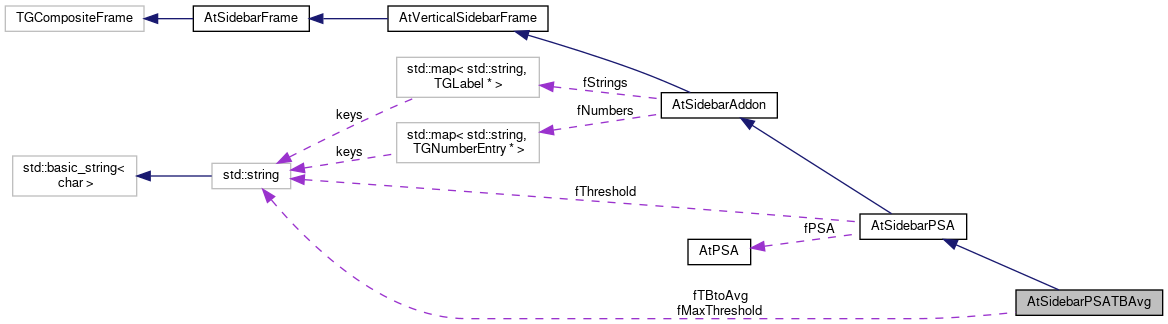 TGCompositeFrame
AtSidebarFrame
AtVerticalSidebarFrame
std::map< std::string,
TGLabel * >
fStrings
AtSidebarAddon
keys
fNumbers
std::map< std::string,
TGNumberEntry * >
keys
std::basic_string<
char >
std::string
fThreshold
AtSidebarPSA
fPSA
AtPSA
fTBtoAvg
fMaxThreshold
AtSidebarPSATBAvg